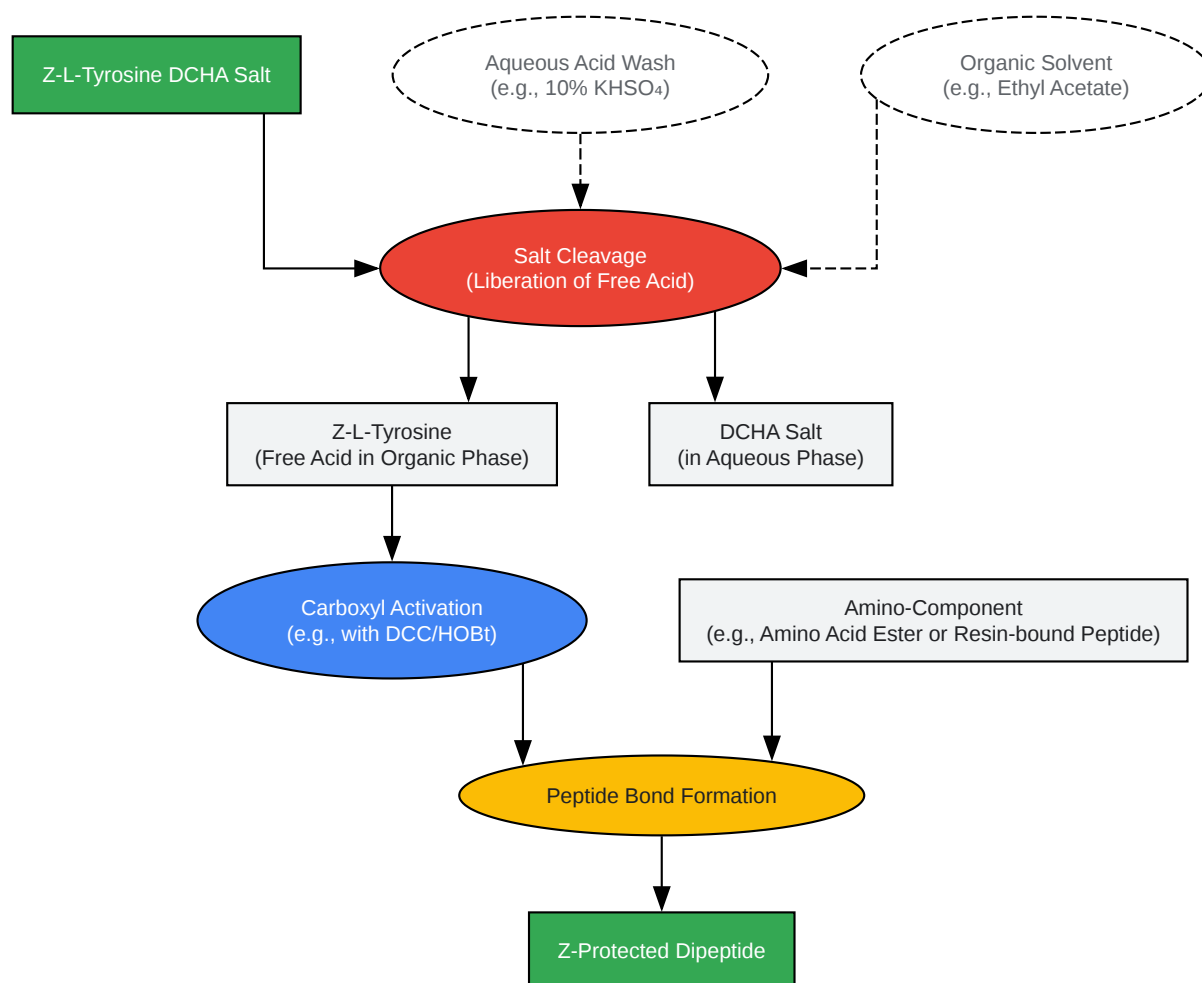 Z-L-Tyrosine DCHA Salt
Aqueous Acid Wash
(e.g., 10% KHSO₄)
Organic Solvent
(e.g., Ethyl Acetate)
Salt Cleavage
(Liberation of Free Acid)
Z-L-Tyrosine
(Free Acid in Organic Phase)
DCHA Salt
(in Aqueous Phase)
Carboxyl Activation
(e.g., with DCC/HOBt)
Amino-Component
(e.g., Amino Acid Ester or Resin-bound Peptide)
Peptide Bond Formation
Z-Protected Dipeptide